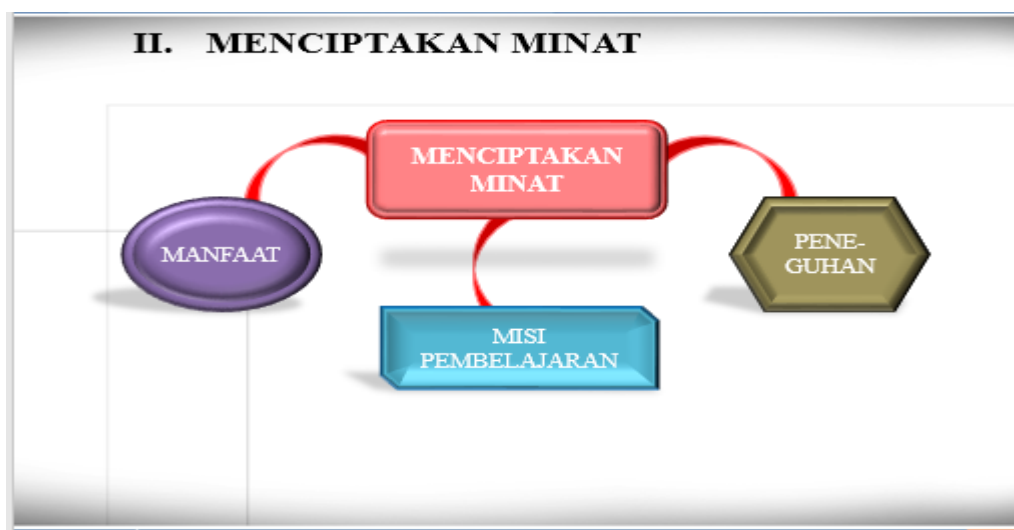 II. MENCIPTAKAN MINAT
MENCIPTAKAN
MINAT
MANFAAT
PENE-
GUHAN
MISI
PEMBELAJARAN